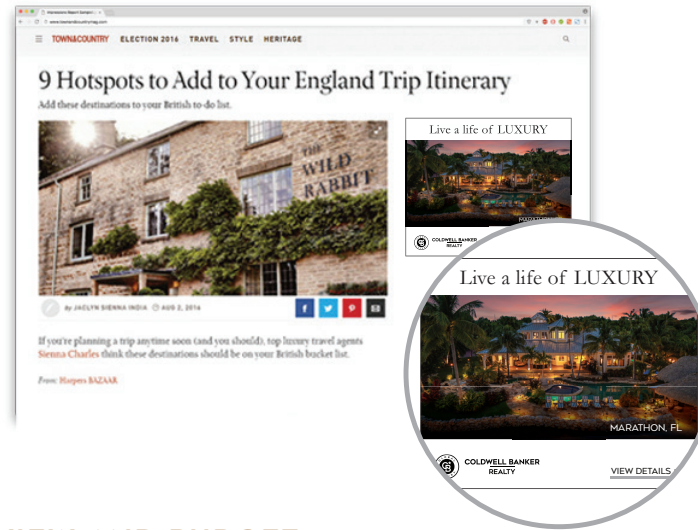 www.townandcountrymag.com
TOWN&COUNTRY ELECTION 2016 TRAVEL STYLE HERITAGE
9 Hotspots to Add to Your England Trip Itinerary
Add these destinations to your British to-do list.
THE
WILD
RABBIT
By JACLYN SIENNA INDIA AUG 2, 2016
If you're planning a trip anytime soon (and you should), top luxury travel agents
Sienna Charles think these destinations should be on your British bucket list.
From: Harpers BAZAAR
Live a life of LUXURY
MARATHON
COLDWELL BANKER
REALTY
Live a life of LUXURY
MARATHON, FL
COLDWELL BANKER
REALTY
VIEW DETAILS